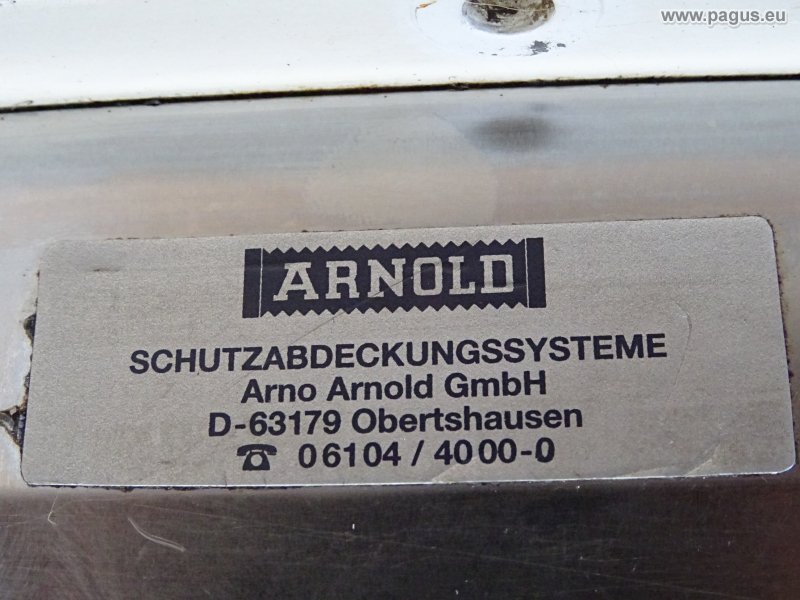 www.pagus.eu
ARNOLD
SCHUTZABDECKUNGSSYSTEME
Arno Arnold GmbH
D-63179 Obertshausen
☎ 06104 / 4000-0